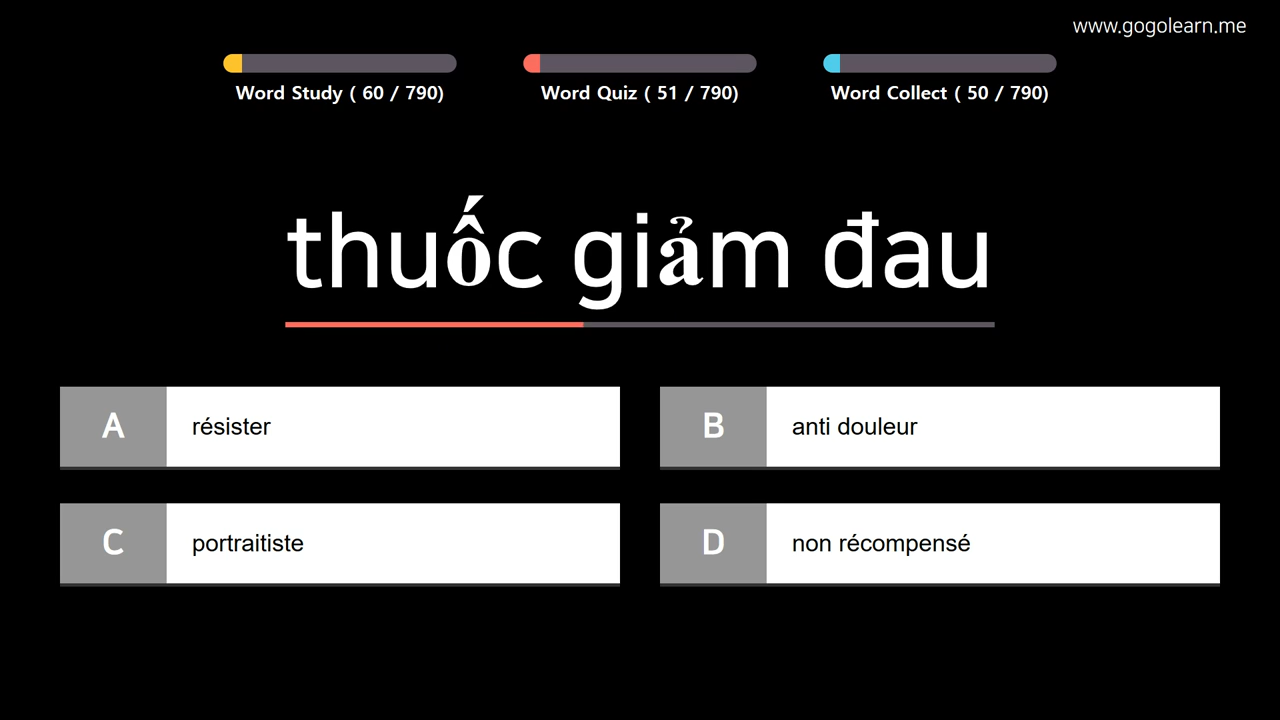 www.gogolearn.me
Word Study ( 60 / 790)
Word Quiz ( 51 / 790)
Word Collect ( 50 / 790)
thuốc giảm đau
A
résister
B
anti douleur
C
portraitiste
D
non récompensé